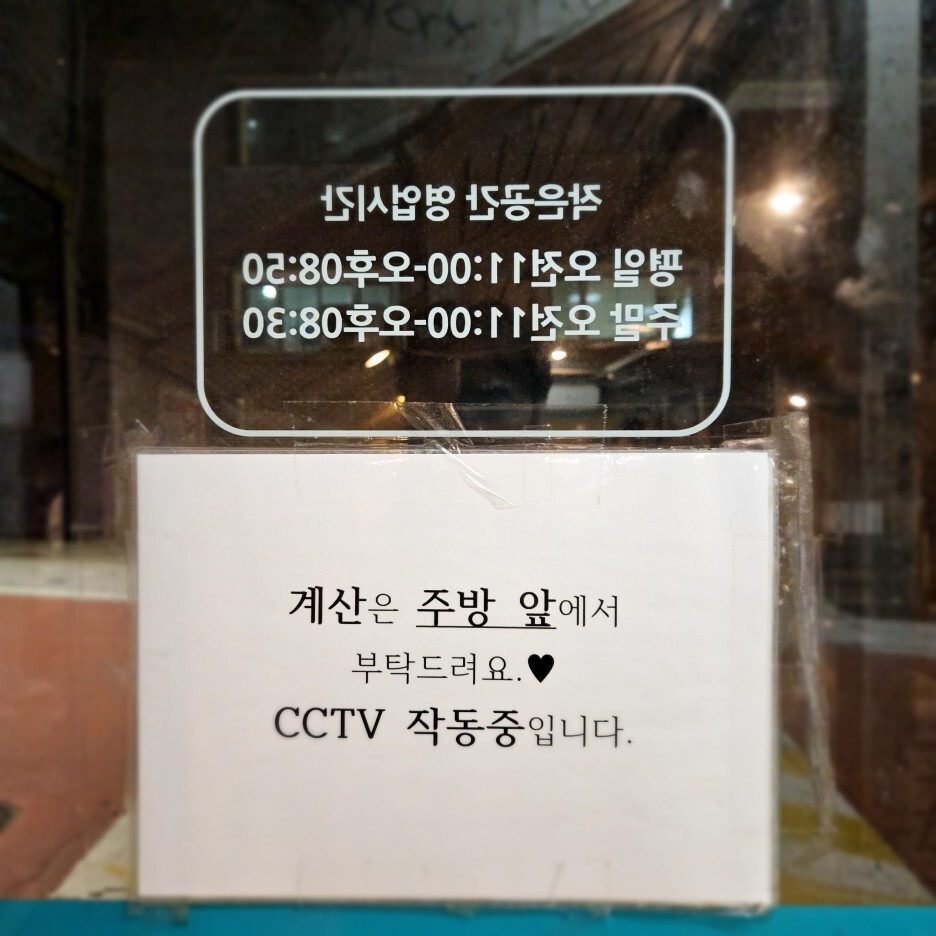 작은공간 영업시간
평일 오전11:00-오후08:50
주말 오전11:00-오후08:30
계산은 주방 앞에서
부탁드려요.♥
CCTV 작동중입니다.